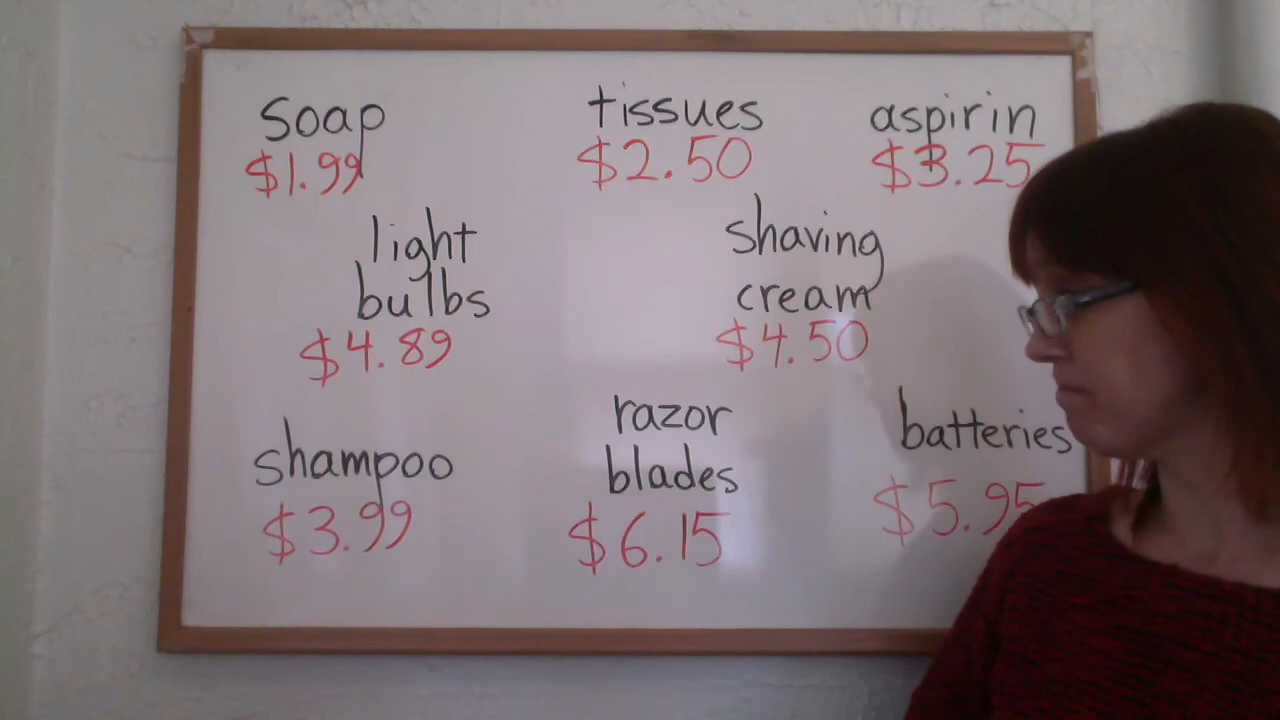 soap
$1.99
tissues
$2.50
aspirin
$3.25
light
bulbs
$4.89
shaving
cream
$4.50
shampoo
$3.99
razor
blades
$6.15
batteries
$5.95